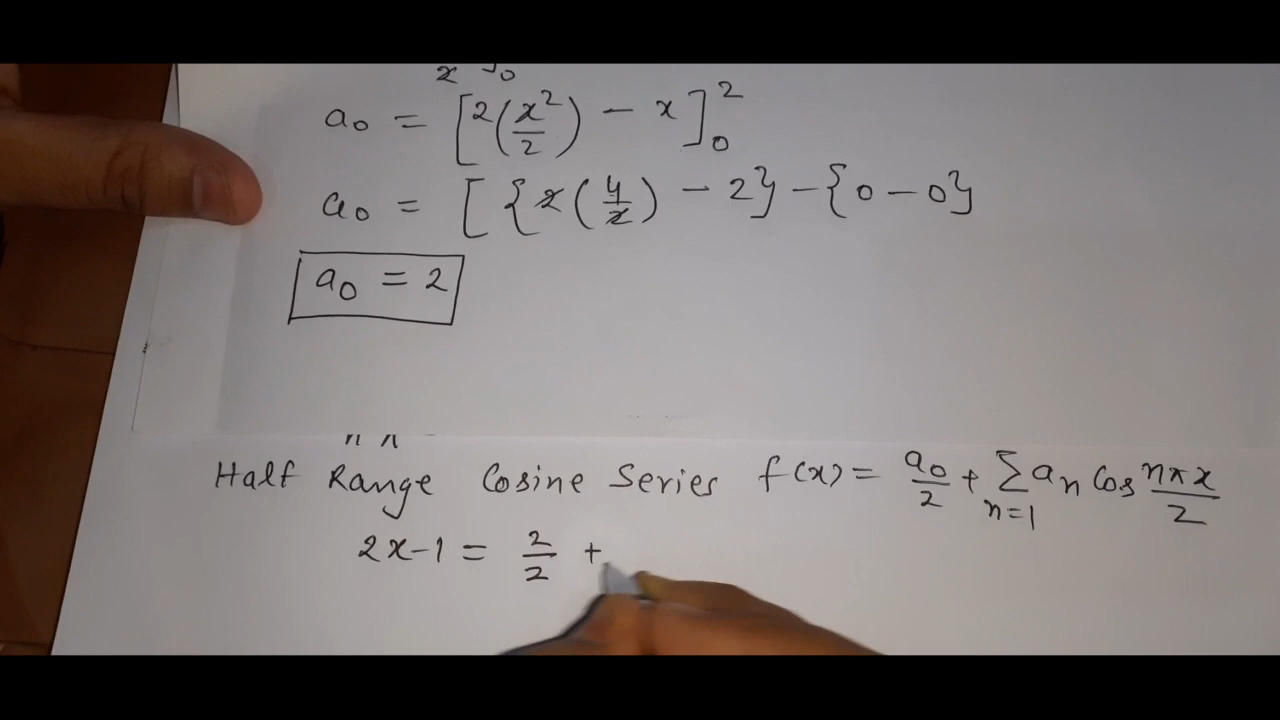 a₀ = [2(x²/2) − x]₀²
a₀ = [{2(4/2) − 2} − {0 − 0}
a₀ = 2
Half Range Cosine Series f(x) = a₀/2 + Σ n=1 aₙ Cos nπx/2
2x−1 = 2/2 +